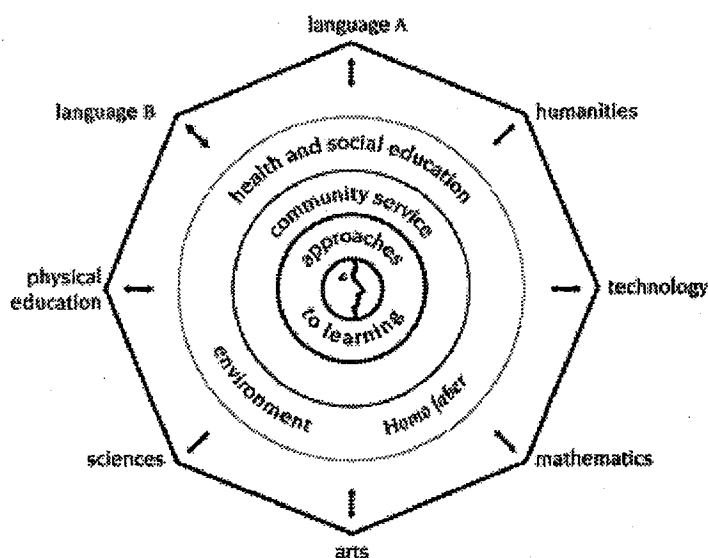 language A
language B
humanities
health and social education
community service
approaches
to learning
physical
education
technology
environment
Homo faber
sciences
mathematics
arts